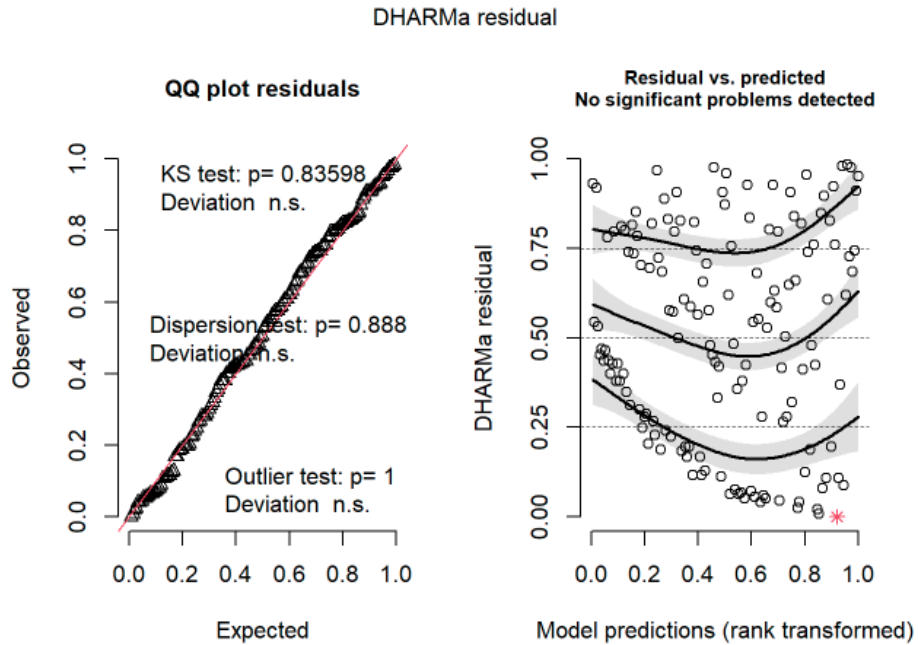 DHARMa residual
QQ plot residuals
KS test: p= 0.83598
Deviation  n.s.
Dispersion test: p= 0.888
Deviation  n.s.
Outlier test: p= 1
Deviation  n.s.
Observed
0.0 0.2 0.4 0.6 0.8 1.0
0.0 0.2 0.4 0.6 0.8 1.0
Expected
Residual vs. predicted
No significant problems detected
DHARMa residual
0.00 0.25 0.50 0.75 1.00
0.0 0.2 0.4 0.6 0.8 1.0
Model predictions (rank transformed)